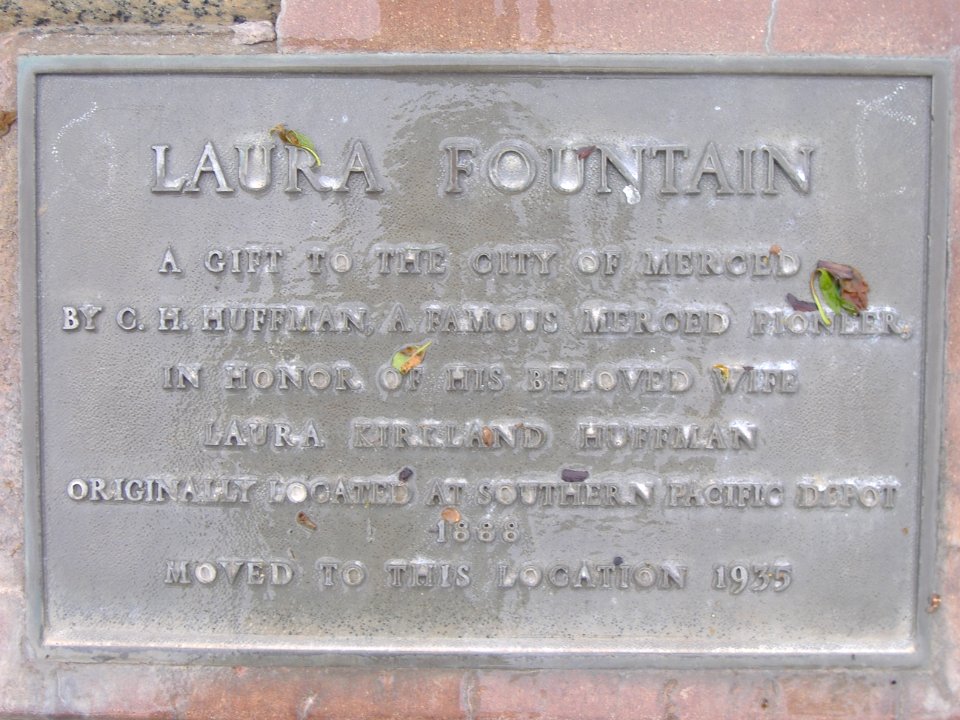 LAURA FOUNTAIN
A GIFT TO THE CITY OF MERCED
BY C. H. HUFFMAN, A FAMOUS MERCED PIONEER,
IN HONOR OF HIS BELOVED WIFE
LAURA KIRKLAND HUFFMAN
ORIGINALLY LOCATED AT SOUTHERN PACIFIC DEPOT
1888
MOVED TO THIS LOCATION 1935